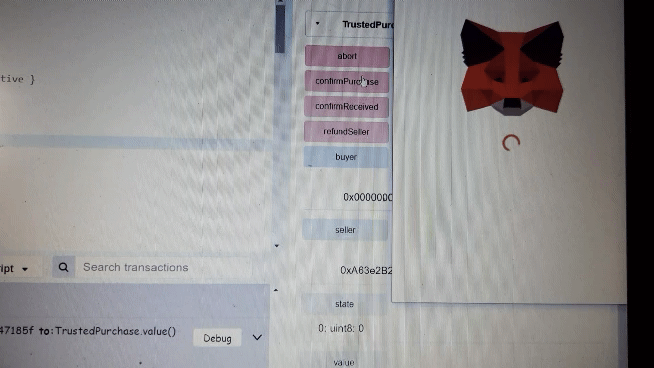 TrustedPurc
abort
tive }
confirmPurchase
confirmReceived
refundSeller
buyer
0x0000000
seller
ript
Search transactions
0xA63e2B2
state
0: uint8: 0
47185f to:TrustedPurchase.value()
Debug
value